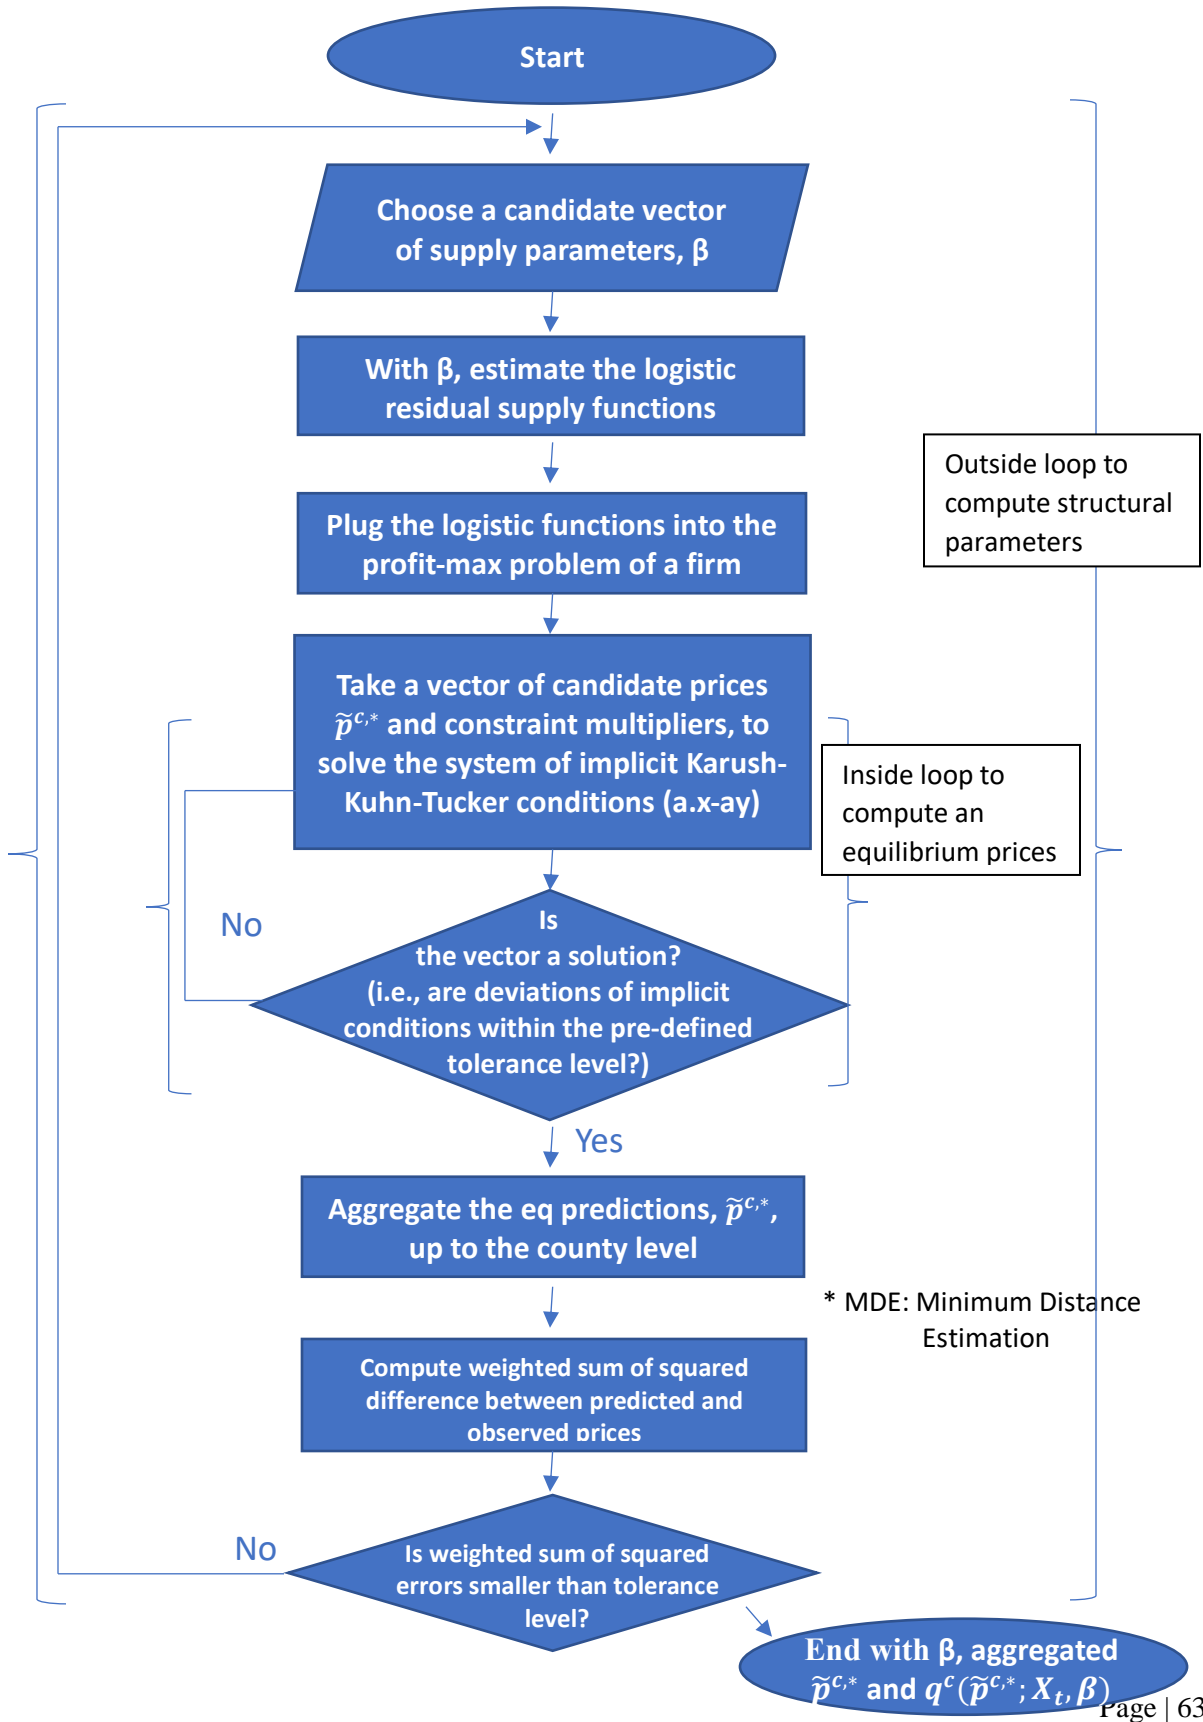 Start
Choose a candidate vector
of supply parameters, β
With β, estimate the logistic
residual supply functions
Outside loop to
compute structural
parameters
Plug the logistic functions into the
profit-max problem of a firm
Take a vector of candidate prices
p̃^{c,*} and constraint multipliers, to
solve the system of implicit Karush-
Kuhn-Tucker conditions (a.x-ay)
Inside loop to
compute an
equilibrium prices
No
Is
the vector a solution?
(i.e., are deviations of implicit
conditions within the pre-defined
tolerance level?)
Yes
Aggregate the eq predictions, p̃^{c,*},
up to the county level
* MDE: Minimum Distance
Estimation
Compute weighted sum of squared
difference between predicted and
observed prices
No
Is weighted sum of squared
errors smaller than tolerance
level?
End with β, aggregated
p̃^{c,*} and q^c(p̃^{c,*}; X_t, β)
Page | 63